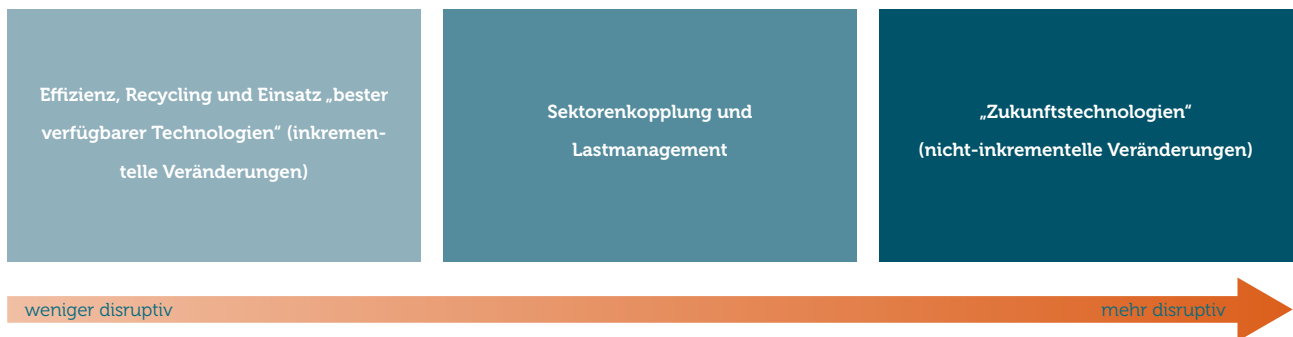 Effizienz, Recycling und Einsatz „bester
verfügbarer Technologien“ (inkremen-
telle Veränderungen)
Sektorenkopplung und
Lastmanagement
„Zukunftstechnologien“
(nicht-inkrementelle Veränderungen)
weniger disruptiv
mehr disruptiv